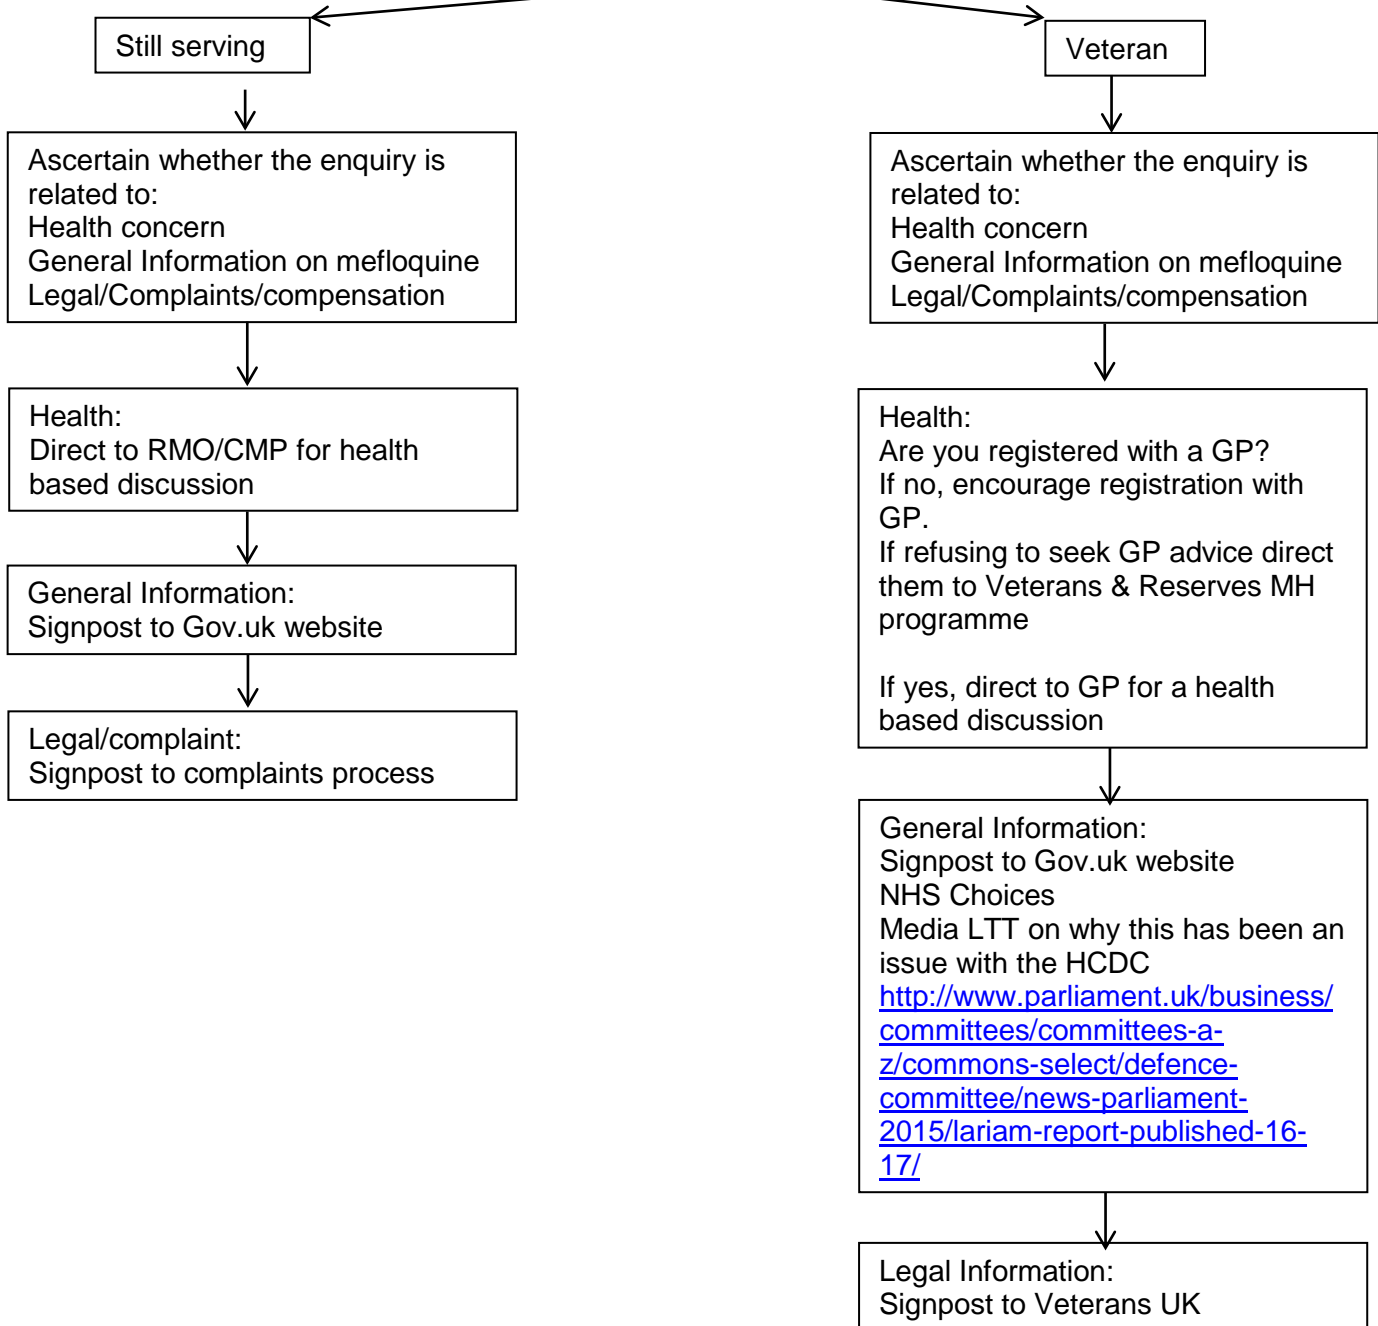 Still serving
Ascertain whether the enquiry is
related to:
Health concern
General Information on mefloquine
Legal/Complaints/compensation
Health:
Direct to RMO/CMP for health
based discussion
General Information:
Signpost to Gov.uk website
Legal/complaint:
Signpost to complaints process
Veteran
Ascertain whether the enquiry is
related to:
Health concern
General Information on mefloquine
Legal/Complaints/compensation
Health:
Are you registered with a GP?
If no, encourage registration with
GP.
If refusing to seek GP advice direct
them to Veterans & Reserves MH
programme
If yes, direct to GP for a health
based discussion
General Information:
Signpost to Gov.uk website
NHS Choices
Media LTT on why this has been an
issue with the HCDC
http://www.parliament.uk/business/
committees/committees-a-
z/commons-select/defence-
committee/news-parliament-
2015/lariam-report-published-16-
17/
Legal Information:
Signpost to Veterans UK